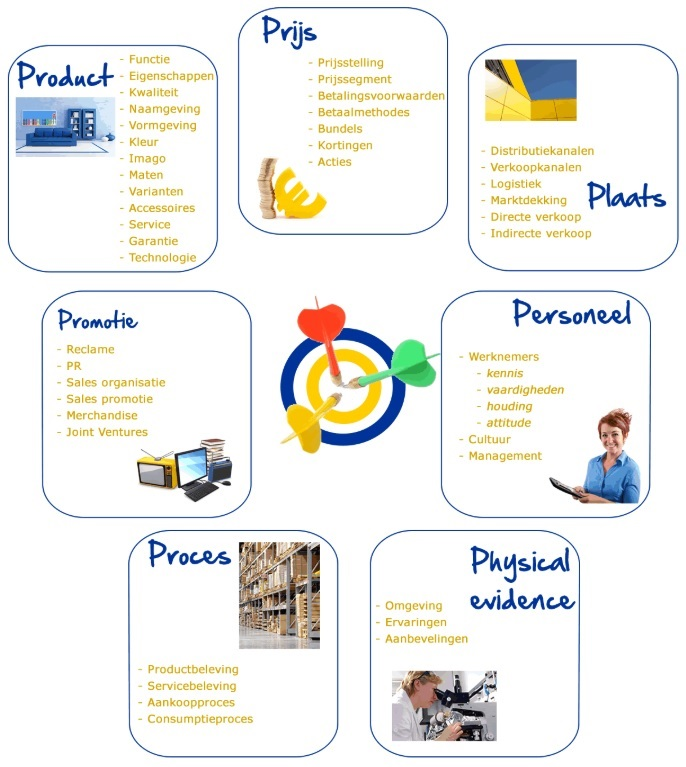 Product
- Functie
- Eigenschappen
- Kwaliteit
- Naamgeving
- Vormgeving
- Kleur
- Imago
- Maten
- Varianten
- Accessoires
- Service
- Garantie
- Technologie
Prijs
- Prijsstelling
- Prijssegment
- Betalingsvoorwaarden
- Betaalmethodes
- Bundels
- Kortingen
- Acties
Plaats
- Distributiekanalen
- Verkoopkanalen
- Logistiek
- Marktdekking
- Directe verkoop
- Indirecte verkoop
Promotie
- Reclame
- PR
- Sales organisatie
- Sales promotie
- Merchandise
- Joint Ventures
Personeel
- Werknemers
- kennis
- vaardigheden
- houding
- attitude
- Cultuur
- Management
Proces
- Productbeleving
- Servicebeleving
- Aankoopproces
- Consumptieproces
Physical
evidence
- Omgeving
- Ervaringen
- Aanbevelingen